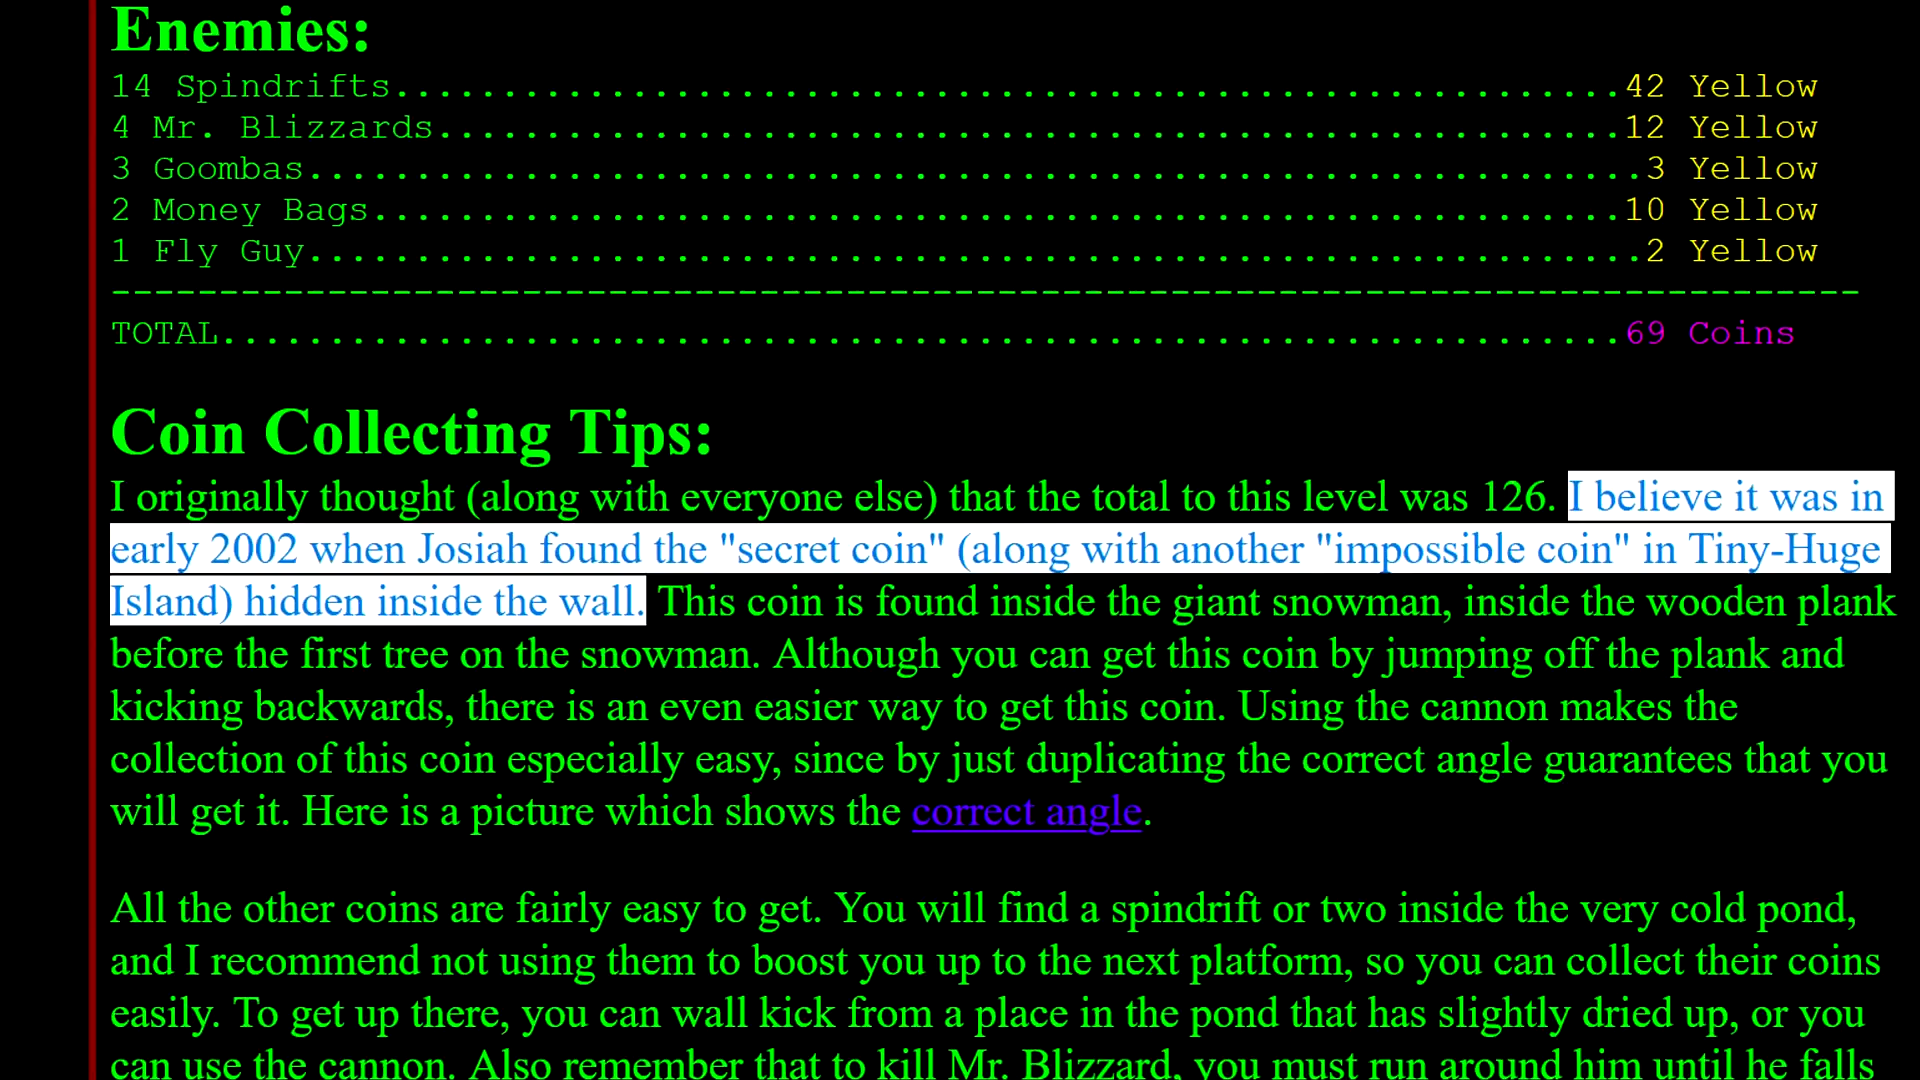 Enemies:
14 Spindrifts.........................................................42 Yellow
4 Mr. Blizzards.......................................................12 Yellow
3 Goombas..............................................................3 Yellow
2 Money Bags..........................................................10 Yellow
1 Fly Guy..............................................................2 Yellow
---------------------------------------------------------------------------------
TOTAL.................................................................69 Coins
Coin Collecting Tips:
I originally thought (along with everyone else) that the total to this level was 126. I believe it was in
early 2002 when Josiah found the "secret coin" (along with another "impossible coin" in Tiny-Huge
Island) hidden inside the wall. This coin is found inside the giant snowman, inside the wooden plank
before the first tree on the snowman. Although you can get this coin by jumping off the plank and
kicking backwards, there is an even easier way to get this coin. Using the cannon makes the
collection of this coin especially easy, since by just duplicating the correct angle guarantees that you
will get it. Here is a picture which shows the correct angle.
All the other coins are fairly easy to get. You will find a spindrift or two inside the very cold pond,
and I recommend not using them to boost you up to the next platform, so you can collect their coins
easily. To get up there, you can wall kick from a place in the pond that has slightly dried up, or you
can use the cannon. Also remember that to kill Mr. Blizzard, you must run around him until he falls